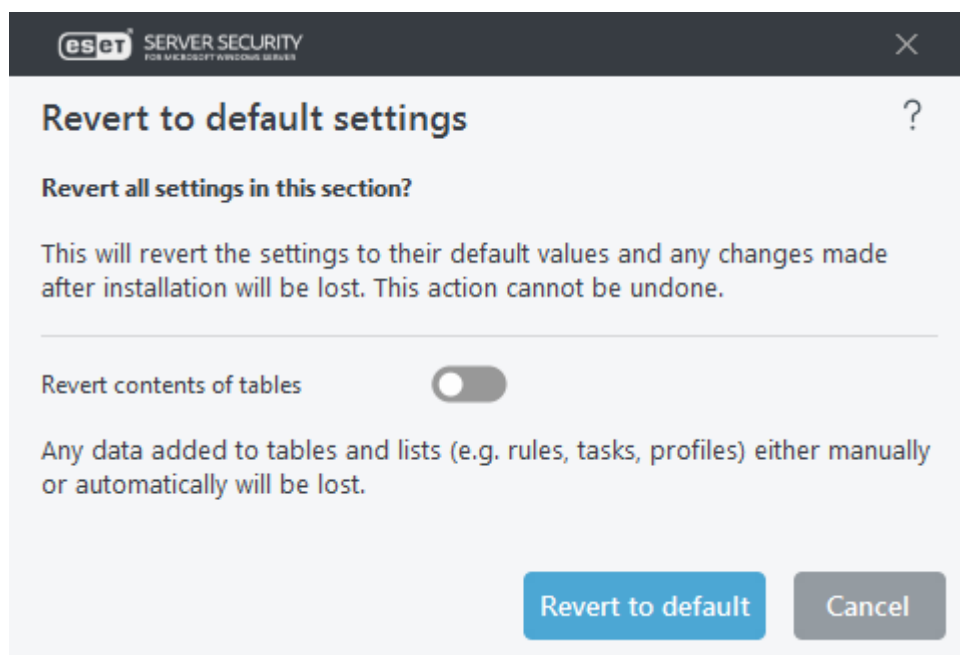 eset SERVER SECURITY
FOR MICROSOFT WINDOWS SERVER
Revert to default settings
?
Revert all settings in this section?
This will revert the settings to their default values and any changes made
after installation will be lost. This action cannot be undone.
Revert contents of tables
Any data added to tables and lists (e.g. rules, tasks, profiles) either manually
or automatically will be lost.
Revert to default
Cancel